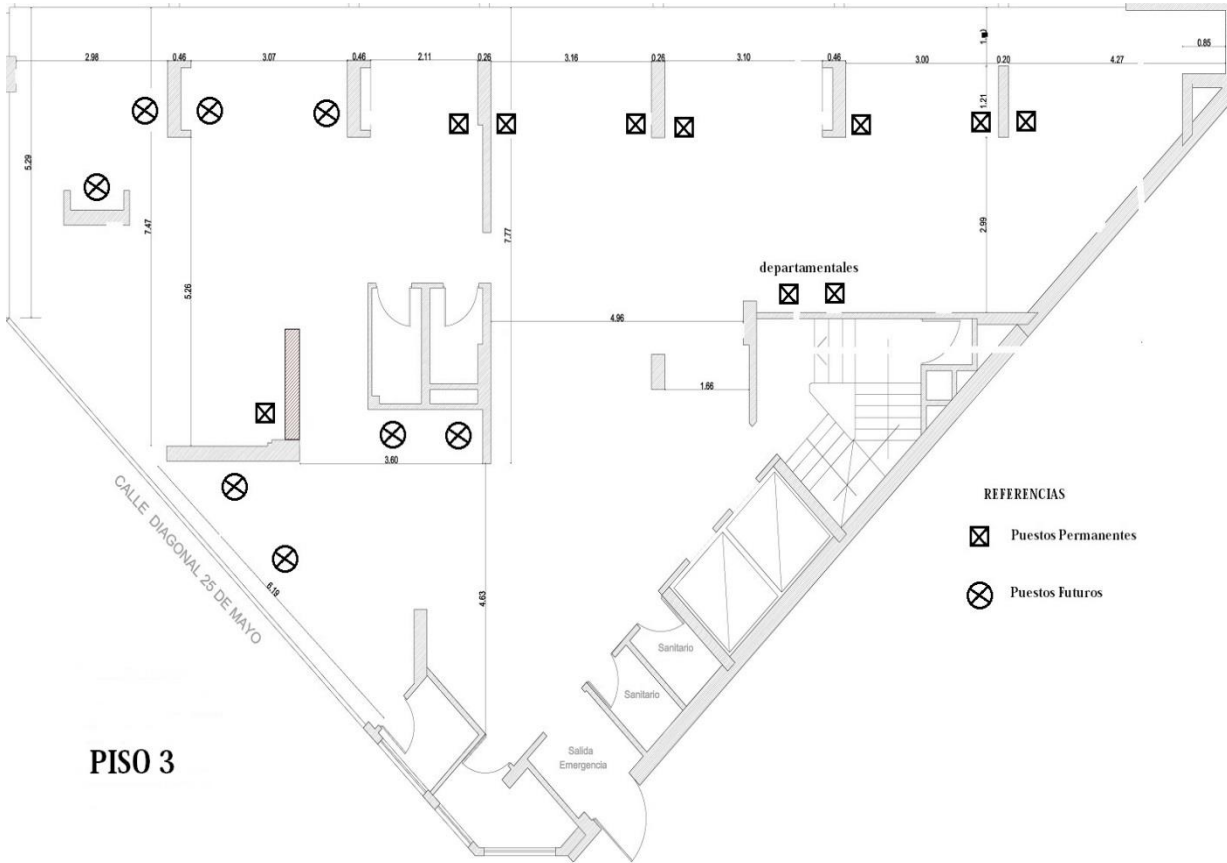 2.98 0.46 3.07 0.46 2.11 0.26 3.16 0.26 3.10 0.46 3.00 0.20 4.27 0.85
1.21
5.29
7.47
5.26
7.77
2.99
departamentales
4.96
1.66
3.60
CALLE DIAGONAL 25 DE MAYO
6.19
4.63
REFERENCIAS
Puestos Permanentes
Puestos Futuros
Sanitario
Sanitario
Salida
Emergencia
PISO 3